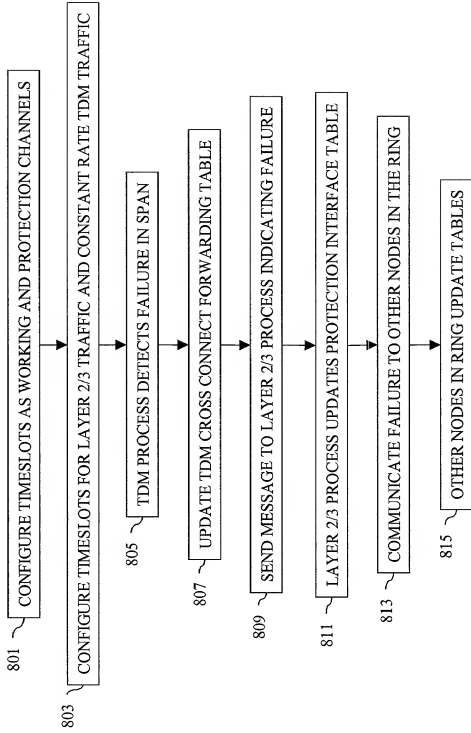 CONFIGURE TIMESLOTS AS WORKING AND PROTECTION CHANNELS
801
CONFIGURE TIMESLOTS FOR LAYER 2/3 TRAFFIC AND CONSTANT RATE TDM TRAFFIC
803
TDM PROCESS DETECTS FAILURE IN SPAN
805
UPDATE TDM CROSS CONNECT FORWARDING TABLE
807
SEND MESSAGE TO LAYER 2/3 PROCESS INDICATING FAILURE
809
LAYER 2/3 PROCESS UPDATES PROTECTION INTERFACE TABLE
811
COMMUNICATE FAILURE TO OTHER NODES IN THE RING
813
OTHER NODES IN RING UPDATE TABLES
815